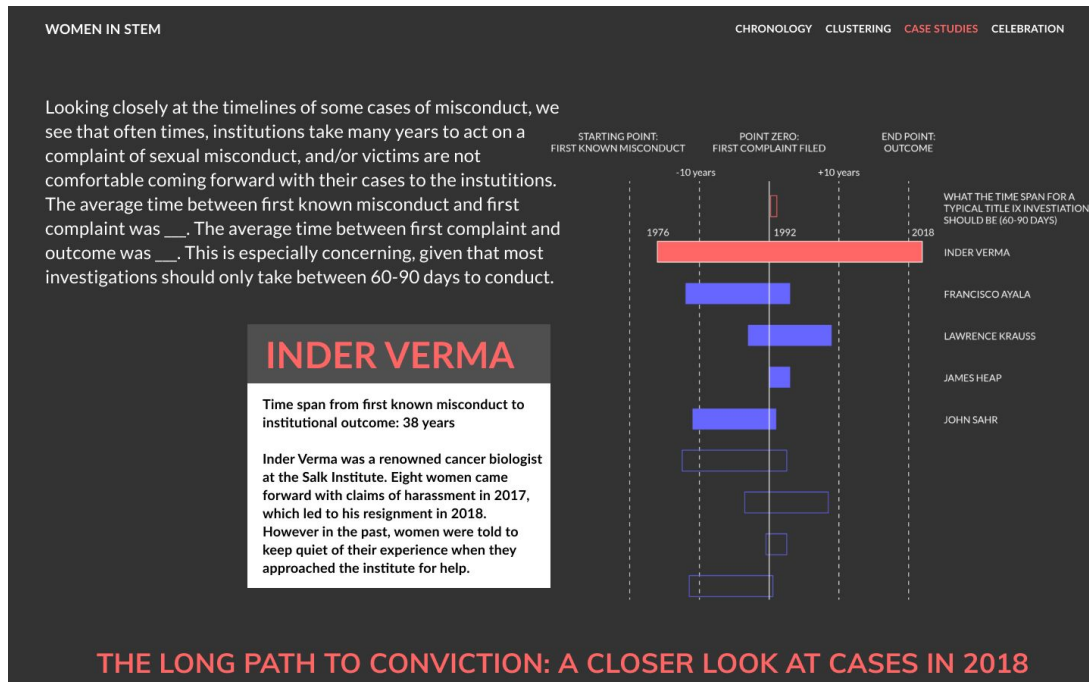 WOMEN IN STEM
CHRONOLOGY CLUSTERING CASE STUDIES CELEBRATION
Looking closely at the timelines of some cases of misconduct, we
see that often times, institutions take many years to act on a
complaint of sexual misconduct, and/or victims are not
comfortable coming forward with their cases to the instutitions.
The average time between first known misconduct and first
complaint was __. The average time between first complaint and
outcome was __. This is especially concerning, given that most
investigations should only take between 60-90 days to conduct.
INDER VERMA
Time span from first known misconduct to
institutional outcome: 38 years
Inder Verma was a renowned cancer biologist
at the Salk Institute. Eight women came
forward with claims of harassment in 2017,
which led to his resignment in 2018.
However in the past, women were told to
keep quiet of their experience when they
approached the institute for help.
STARTING POINT:
FIRST KNOWN MISCONDUCT
POINT ZERO:
FIRST COMPLAINT FILED
END POINT:
OUTCOME
-10 years
+10 years
WHAT THE TIME SPAN FOR A
TYPICAL TITLE IX INVESTIATION
SHOULD BE (60-90 DAYS)
1976
1992
2018
INDER VERMA
FRANCISCO AYALA
LAWRENCE KRAUSS
JAMES HEAP
JOHN SAHR
THE LONG PATH TO CONVICTION: A CLOSER LOOK AT CASES IN 2018